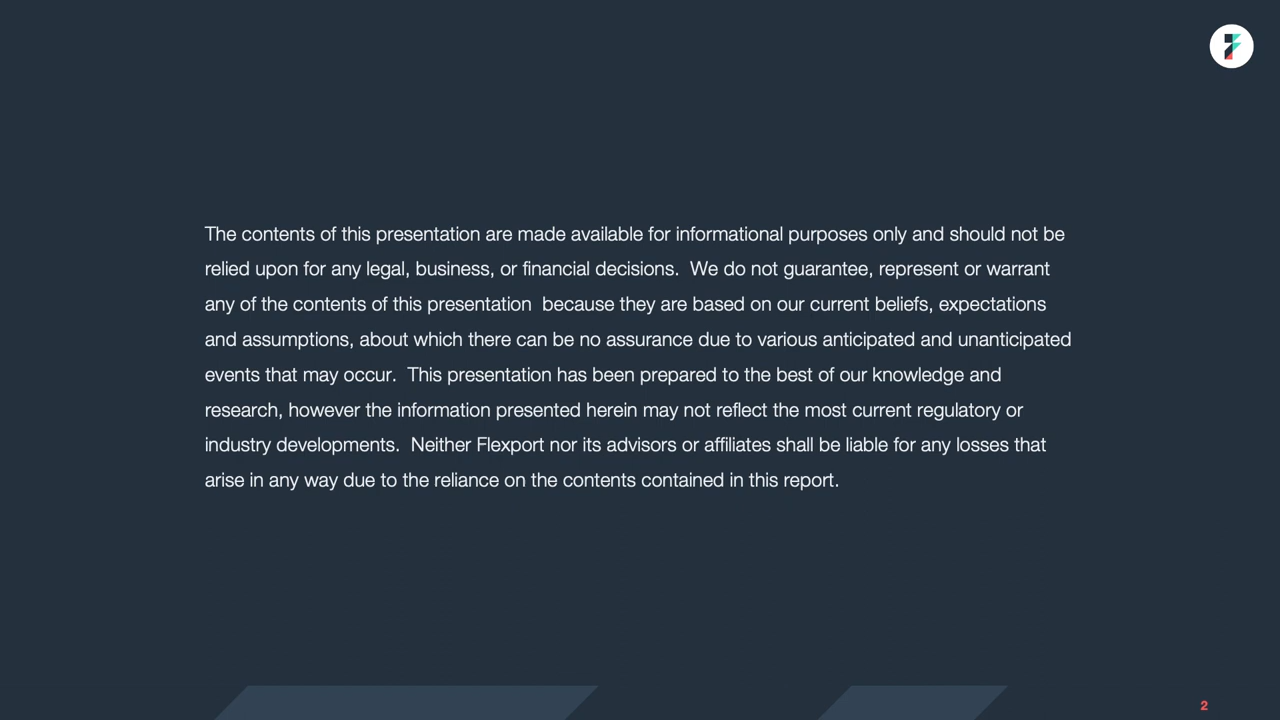 The contents of this presentation are made available for informational purposes only and should not be
relied upon for any legal, business, or financial decisions.  We do not guarantee, represent or warrant
any of the contents of this presentation  because they are based on our current beliefs, expectations
and assumptions, about which there can be no assurance due to various anticipated and unanticipated
events that may occur.  This presentation has been prepared to the best of our knowledge and
research, however the information presented herein may not reflect the most current regulatory or
industry developments.  Neither Flexport nor its advisors or affiliates shall be liable for any losses that
arise in any way due to the reliance on the contents contained in this report.
2